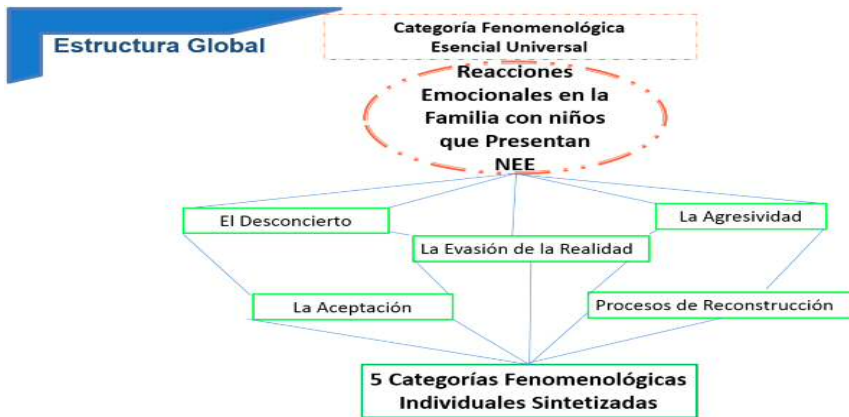 Estructura Global
Categoría Fenomenológica
Esencial Universal
Reacciones
Emocionales en la
Familia con niños
que Presentan
NEE
El Desconcierto
La Agresividad
La Evasión de la Realidad
La Aceptación
Procesos de Reconstrucción
5 Categorías Fenomenológicas
Individuales Sintetizadas